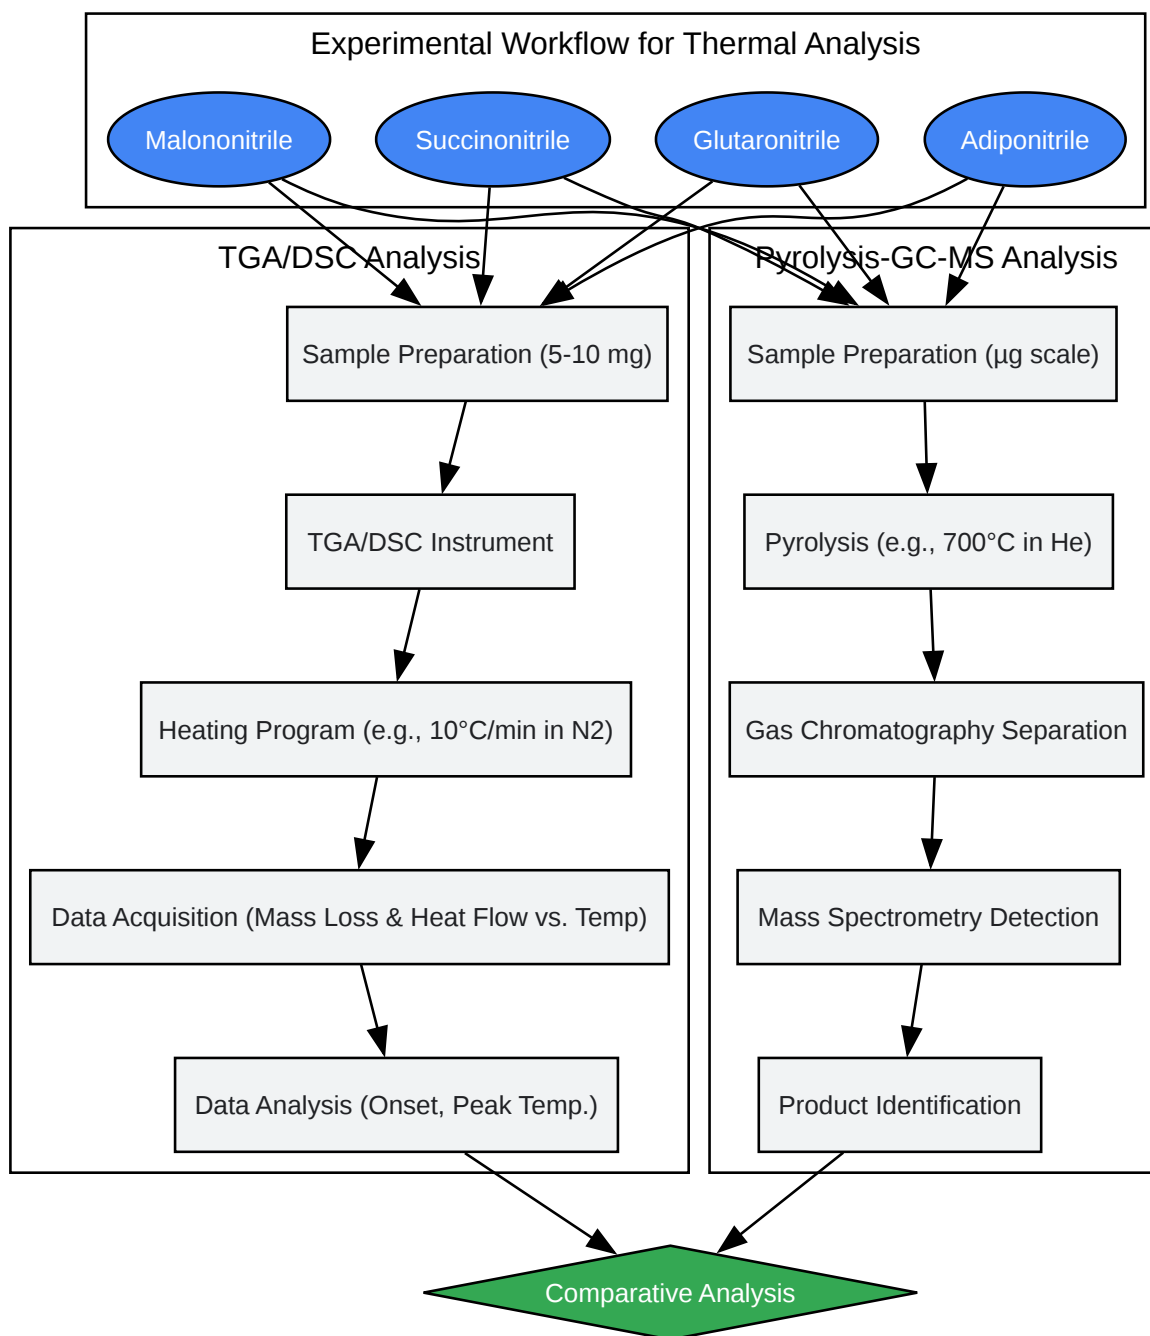 Experimental Workflow for Thermal Analysis
Malononitrile
Succinonitrile
Glutaronitrile
Adiponitrile
TGA/DSC Analysis
Sample Preparation (5-10 mg)
TGA/DSC Instrument
Heating Program (e.g., 10°C/min in N2)
Data Acquisition (Mass Loss & Heat Flow vs. Temp)
Data Analysis (Onset, Peak Temp.)
Pyrolysis-GC-MS Analysis
Sample Preparation (µg scale)
Pyrolysis (e.g., 700°C in He)
Gas Chromatography Separation
Mass Spectrometry Detection
Product Identification
Comparative Analysis